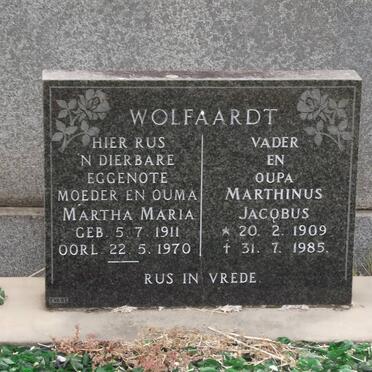 WOLFAARDT
HIER RUS
N DIERBARE
EGGENOTE
MOEDER EN OUMA
MARTHA MARIA
GEB. 5. 7. 1911
OORL. 22. 5. 1970
VADER
EN
OUPA
MARTHINUS
JACOBUS
* 20. 2. 1909
† 31. 7. 1985.
RUS IN VREDE